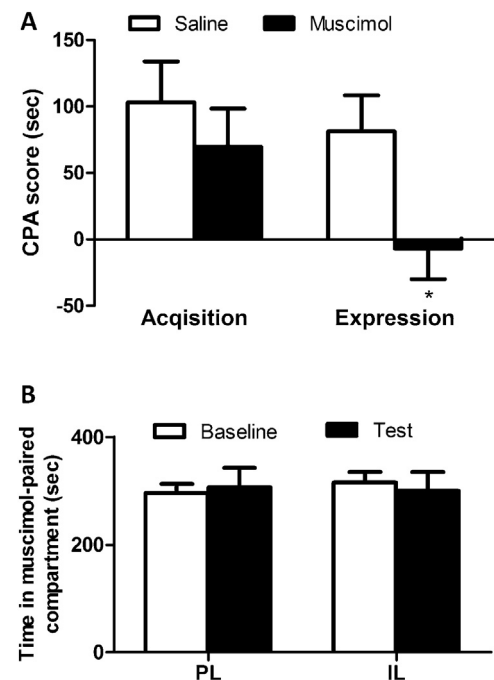 A
Saline
Muscimol
CPA score (sec)
150
100
50
0
-50
*
Acqisition
Expression
B
Baseline
Test
Time in muscimol-paired
compartment (sec)
400
200
0
PL
IL